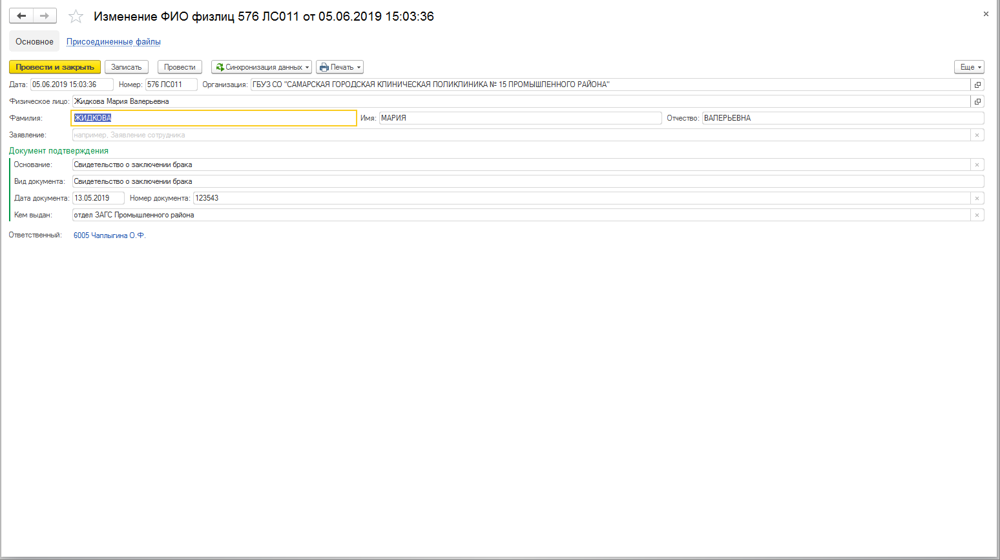 Изменение ФИО физлиц 576 ЛС011 от 05.06.2019 15:03:36
Основное Присоединенные файлы
Провести и закрыть Записать Провести Синхронизация данных Печать Еще
Дата: 05.06.2019 15:03:36 Номер: 576 ЛС011 Организация: ГБУЗ СО "САМАРСКАЯ ГОРОДСКАЯ КЛИНИЧЕСКАЯ ПОЛИКЛИНИКА № 15 ПРОМЫШЛЕННОГО РАЙОНА"
Физическое лицо: Жидкова Мария Валерьевна
Фамилия: ЖИДКОВА Имя: МАРИЯ Отчество: ВАЛЕРЬЕВНА
Заявление: например, Заявление сотрудника
Документ подтверждения
Основание: Свидетельство о заключении брака
Вид документа: Свидетельство о заключении брака
Дата документа: 13.05.2019 Номер документа: 123543
Кем выдан: отдел ЗАГС Промышленного района
Ответственный: 6005 Чаплыгина О.Ф.